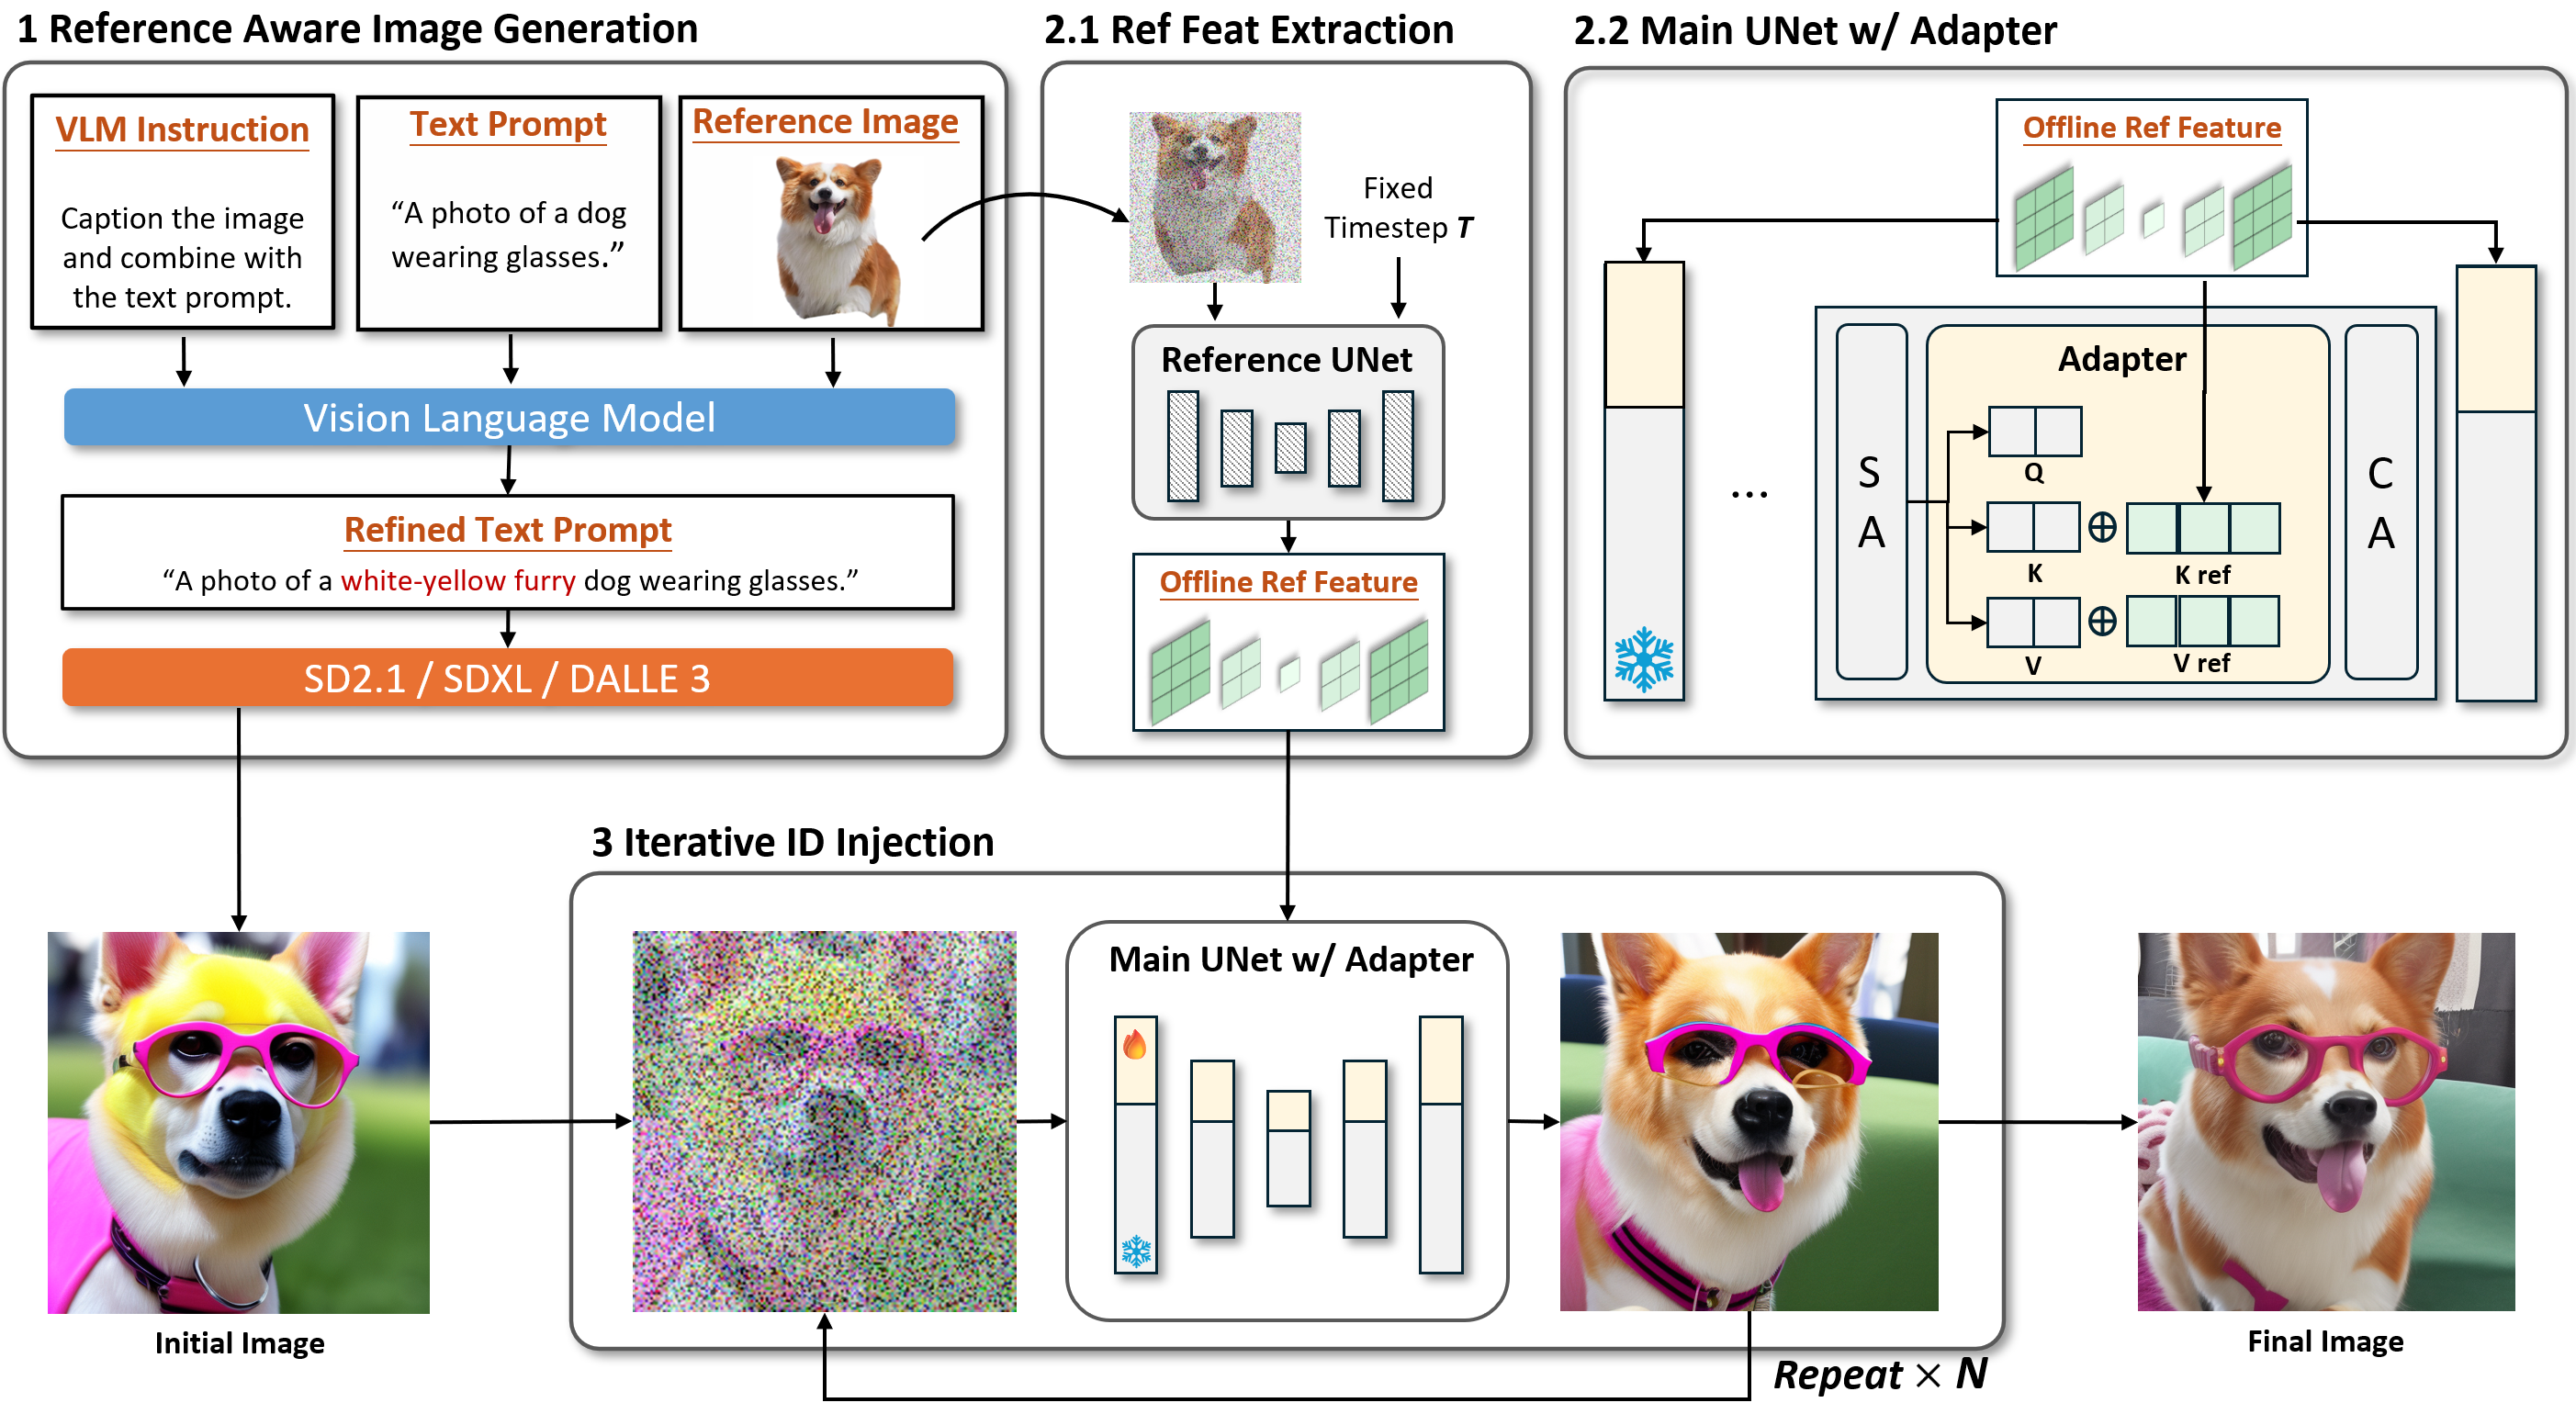 1 Reference Aware Image Generation
VLM Instruction
Caption the image
and combine with
the text prompt.
Text Prompt
“A photo of a dog
wearing glasses.”
Reference Image
Vision Language Model
Refined Text Prompt
“A photo of a white-yellow furry dog wearing glasses.”
SD2.1 / SDXL / DALLE 3
2.1 Ref Feat Extraction
Fixed
Timestep T
Reference UNet
Offline Ref Feature
2.2 Main UNet w/ Adapter
Offline Ref Feature
...
S
A
Adapter
Q
K
⊕
K ref
V
⊕
V ref
C
A
3 Iterative ID Injection
Main UNet w/ Adapter
Initial Image
Repeat × N
Final Image